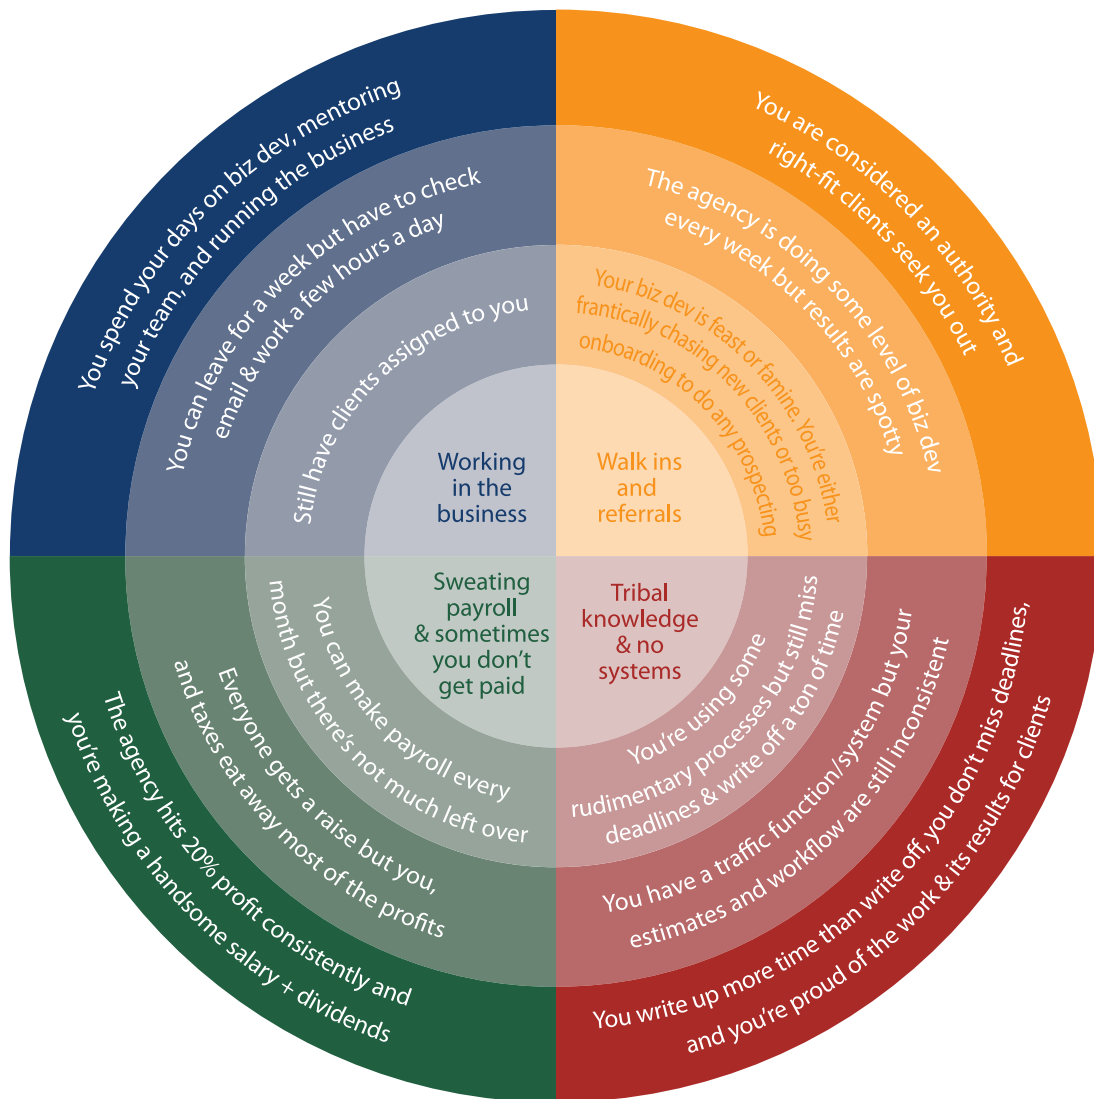 You spend your days on biz dev, mentoring
your team, and running the business
You can leave for a week but have to check
email & work a few hours a day
Still have clients assigned to you
Working
in the
business
You are considered an authority and
right-fit clients seek you out
The agency is doing some level of biz dev
every week but results are spotty
Your biz dev is feast or famine. You're either
frantically chasing new clients or too busy
onboarding to do any prospecting
Walk ins
and
referrals
Sweating
payroll
& sometimes
you don't
get paid
You can make payroll every
month but there's not much left over
Everyone gets a raise but you,
and taxes eat away most of the profits
The agency hits 20% profit consistently and
you're making a handsome salary + dividends
Tribal
knowledge
& no
systems
You're using some
rudimentary processes but still miss
deadlines & write off a ton of time
You have a traffic function/system but your
estimates and workflow are still inconsistent
You write up more time than write off, you don't miss deadlines,
and you're proud of the work & its results for clients